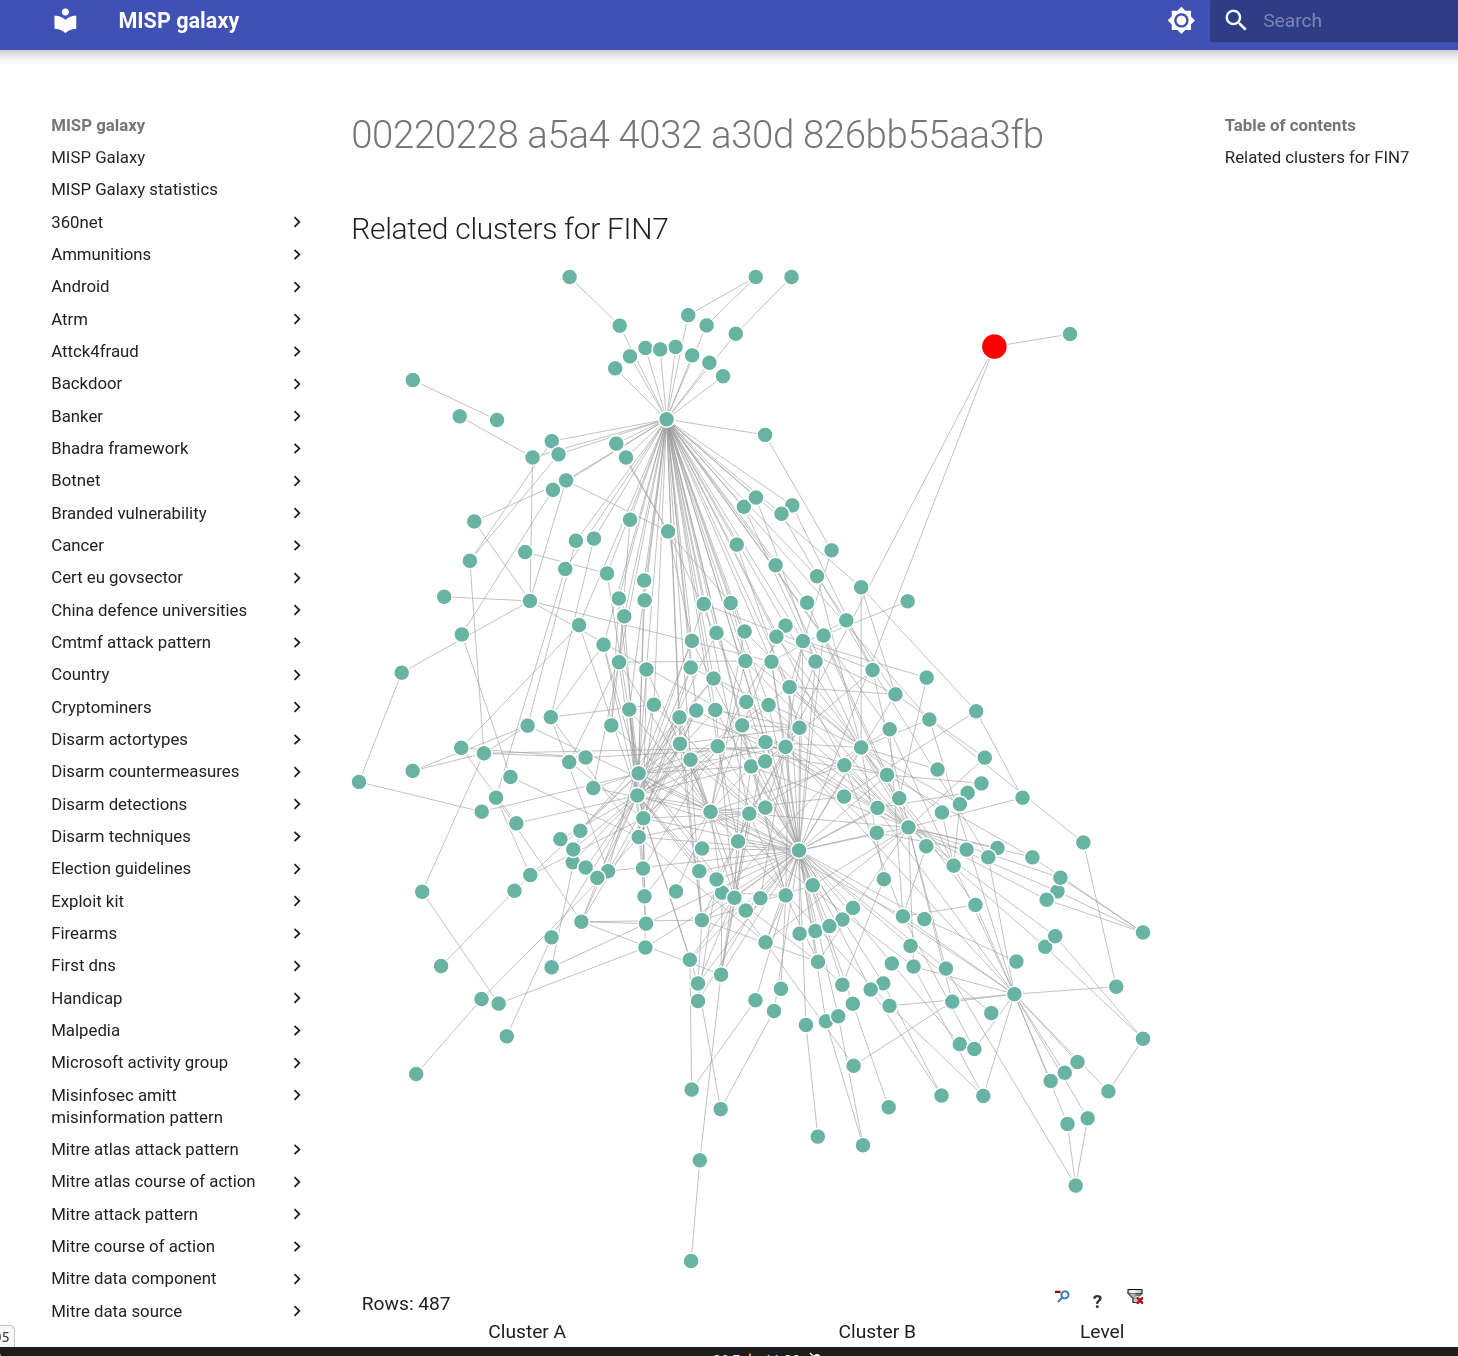 MISP galaxy
Search
MISP galaxy
MISP Galaxy
MISP Galaxy statistics
360net
Ammunitions
Android
Atrm
Attck4fraud
Backdoor
Banker
Bhadra framework
Botnet
Branded vulnerability
Cancer
Cert eu govsector
China defence universities
Cmtmf attack pattern
Country
Cryptominers
Disarm actortypes
Disarm countermeasures
Disarm detections
Disarm techniques
Election guidelines
Exploit kit
Firearms
First dns
Handicap
Malpedia
Microsoft activity group
Misinfosec amitt
misinformation pattern
Mitre atlas attack pattern
Mitre atlas course of action
Mitre attack pattern
Mitre course of action
Mitre data component
Mitre data source
00220228 a5a4 4032 a30d 826bb55aa3fb
Related clusters for FIN7
Rows: 487
?
Cluster A
Cluster B
Level
Table of contents
Related clusters for FIN7